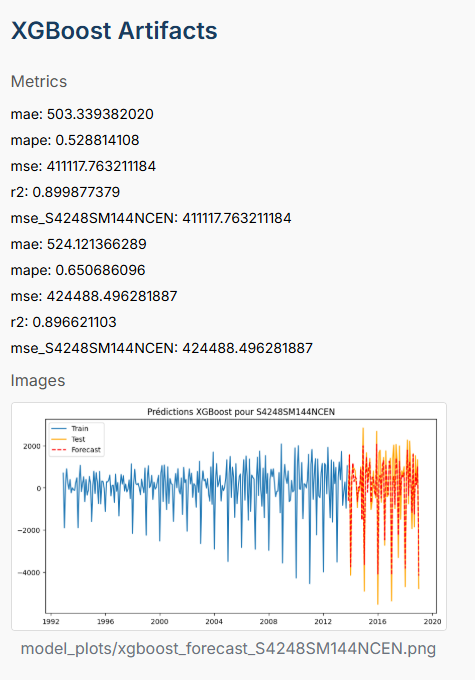 XGBoost Artifacts
Metrics
mae: 503.339382020
mape: 0.528814108
mse: 411117.763211184
r2: 0.899877379
mse_S4248SM144NCEN: 411117.763211184
mae: 524.121366289
mape: 0.650686096
mse: 424488.496281887
r2: 0.896621103
mse_S4248SM144NCEN: 424488.496281887
Images
Prédictions XGBoost pour S4248SM144NCEN
Train
Test
Forecast
2000
0
−2000
−4000
1992 1996 2000 2004 2008 2012 2016 2020
model_plots/xgboost_forecast_S4248SM144NCEN.png